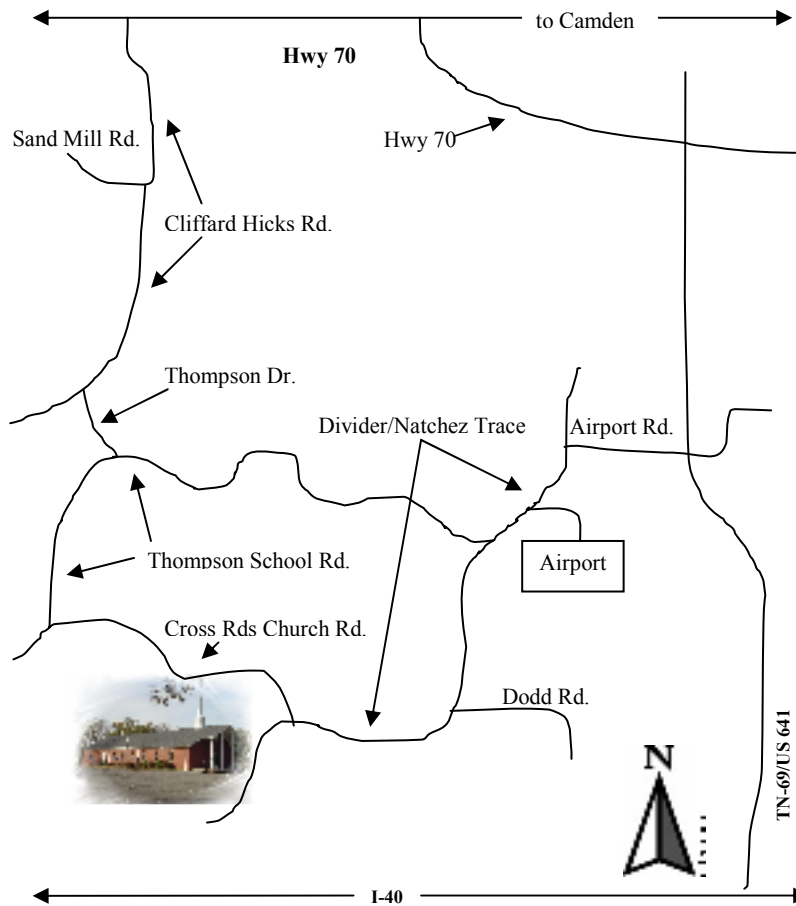 to Camden
Hwy 70
Hwy 70
Sand Mill Rd.
Cliffard Hicks Rd.
Thompson Dr.
Divider/Natchez Trace
Airport Rd.
Thompson School Rd.
Airport
Cross Rds Church Rd.
Dodd Rd.
N
TN-69/US 641
I-40